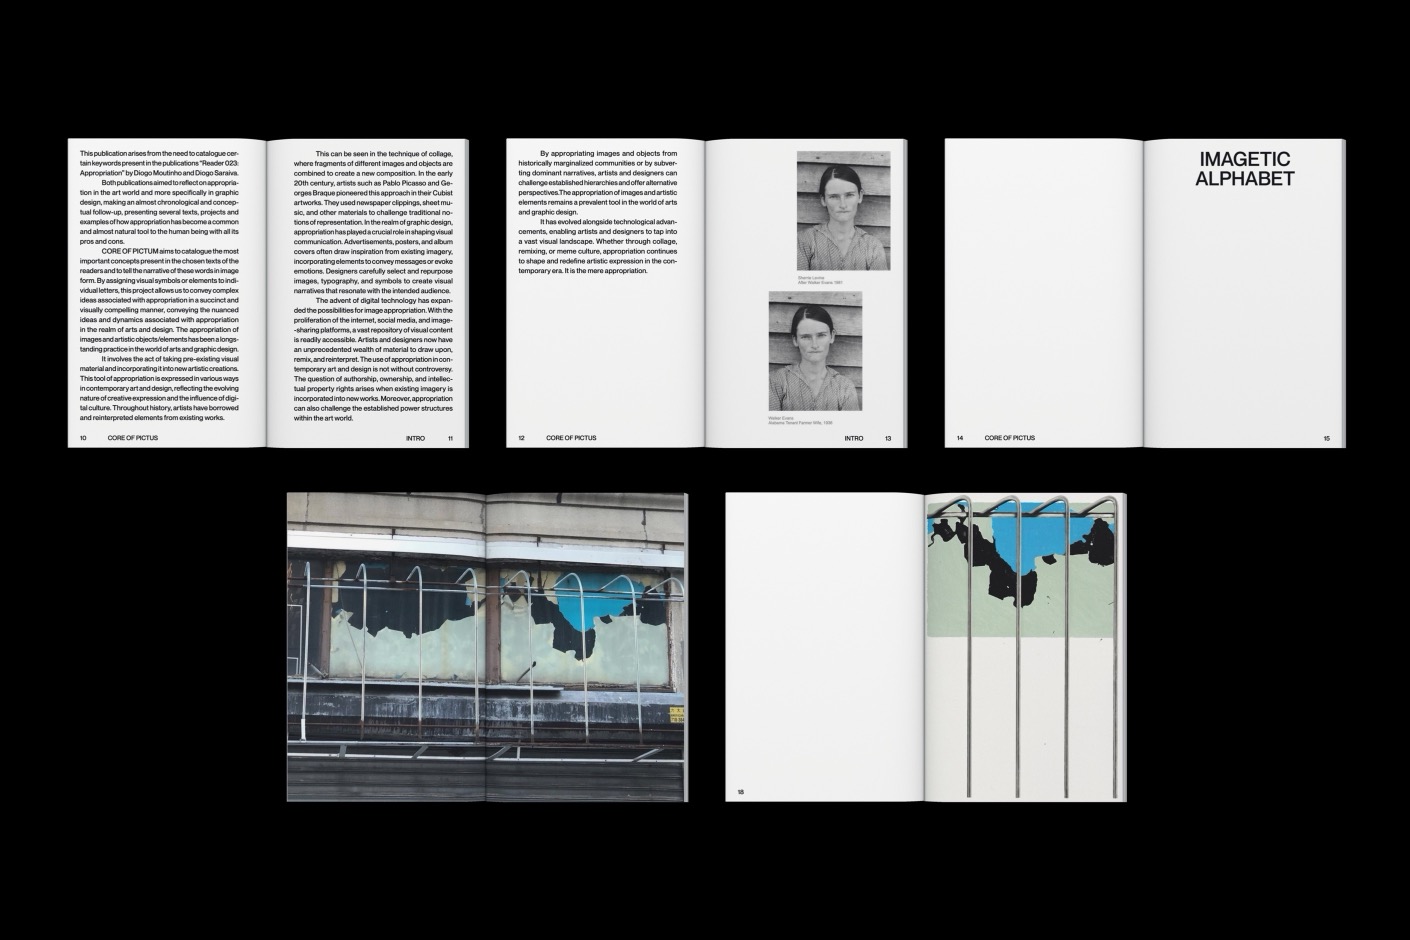 This publication arises from the need to catalogue cer-
tain keywords present in the publications "Reader 023:
Appropriation" by Diogo Moutinho and Diogo Saraiva.
Both publications aimed to reflect on appropria-
tion in the art world and more specifically in graphic
design, making an almost chronological and concep-
tual follow-up, presenting several texts, projects and
examples of how appropriation has become a common
and almost natural tool to the human being with all its
pros and cons.
CORE OF PICTUM aims to catalogue the most
important concepts present in the chosen texts of the
readers and to tell the narrative of these words in image
form. By assigning visual symbols or elements to indi-
vidual letters, this project allows us to convey complex
ideas associated with appropriation in a succinct and
visually compelling manner, conveying the nuanced
ideas and dynamics associated with appropriation
in the realm of arts and design. The appropriation of
images and artistic objects/elements has been a longs-
tanding practice in the world of arts and graphic design.
It involves the act of taking pre-existing visual
material and incorporating it into new artistic creations.
This tool of appropriation is expressed in various ways
in contemporary art and design, reflecting the evolving
nature of creative expression and the influence of digi-
tal culture. Throughout history, artists have borrowed
and reinterpreted elements from existing works.
10 CORE OF PICTUS
This can be seen in the technique of collage,
where fragments of different images and objects are
combined to create a new composition. In the early
20th century, artists such as Pablo Picasso and Ge-
orges Braque pioneered this approach in their Cubist
artworks. They used newspaper clippings, sheet mu-
sic, and other materials to challenge traditional no-
tions of representation. In the realm of graphic design,
appropriation has played a crucial role in shaping visual
communication. Advertisements, posters, and album
covers often draw inspiration from existing imagery,
incorporating elements to convey messages or evoke
emotions. Designers carefully select and repurpose
images, typography, and symbols to create visual
narratives that resonate with the intended audience.
The advent of digital technology has expan-
ded the possibilities for image appropriation. With the
proliferation of the internet, social media, and image-
-sharing platforms, a vast repository of visual content
is readily accessible. Artists and designers now have
an unprecedented wealth of material to draw upon,
remix, and reinterpret. The use of appropriation in con-
temporary art and design is not without controversy.
The question of authorship, ownership, and intellec-
tual property rights arises when existing imagery is
incorporated into new works. Moreover, appropriation
can also challenge the established power structures
within the art world.
INTRO 11
By appropriating images and objects from
historically marginalized communities or by subver-
ting dominant narratives, artists and designers can
challenge established hierarchies and offer alternative
perspectives.The appropriation of images and artistic
elements remains a prevalent tool in the world of arts
and graphic design.
It has evolved alongside technological advan-
cements, enabling artists and designers to tap into
a vast visual landscape. Whether through collage,
remixing, or meme culture, appropriation continues
to shape and redefine artistic expression in the con-
temporary era. It is the mere appropriation.
12 CORE OF PICTUS
Sherrie Levine
After Walker Evans 1981
Walker Evans
Alabama Tenant Farmer Wife, 1936
INTRO 13
14 CORE OF PICTUS
IMAGETIC
ALPHABET
15
18